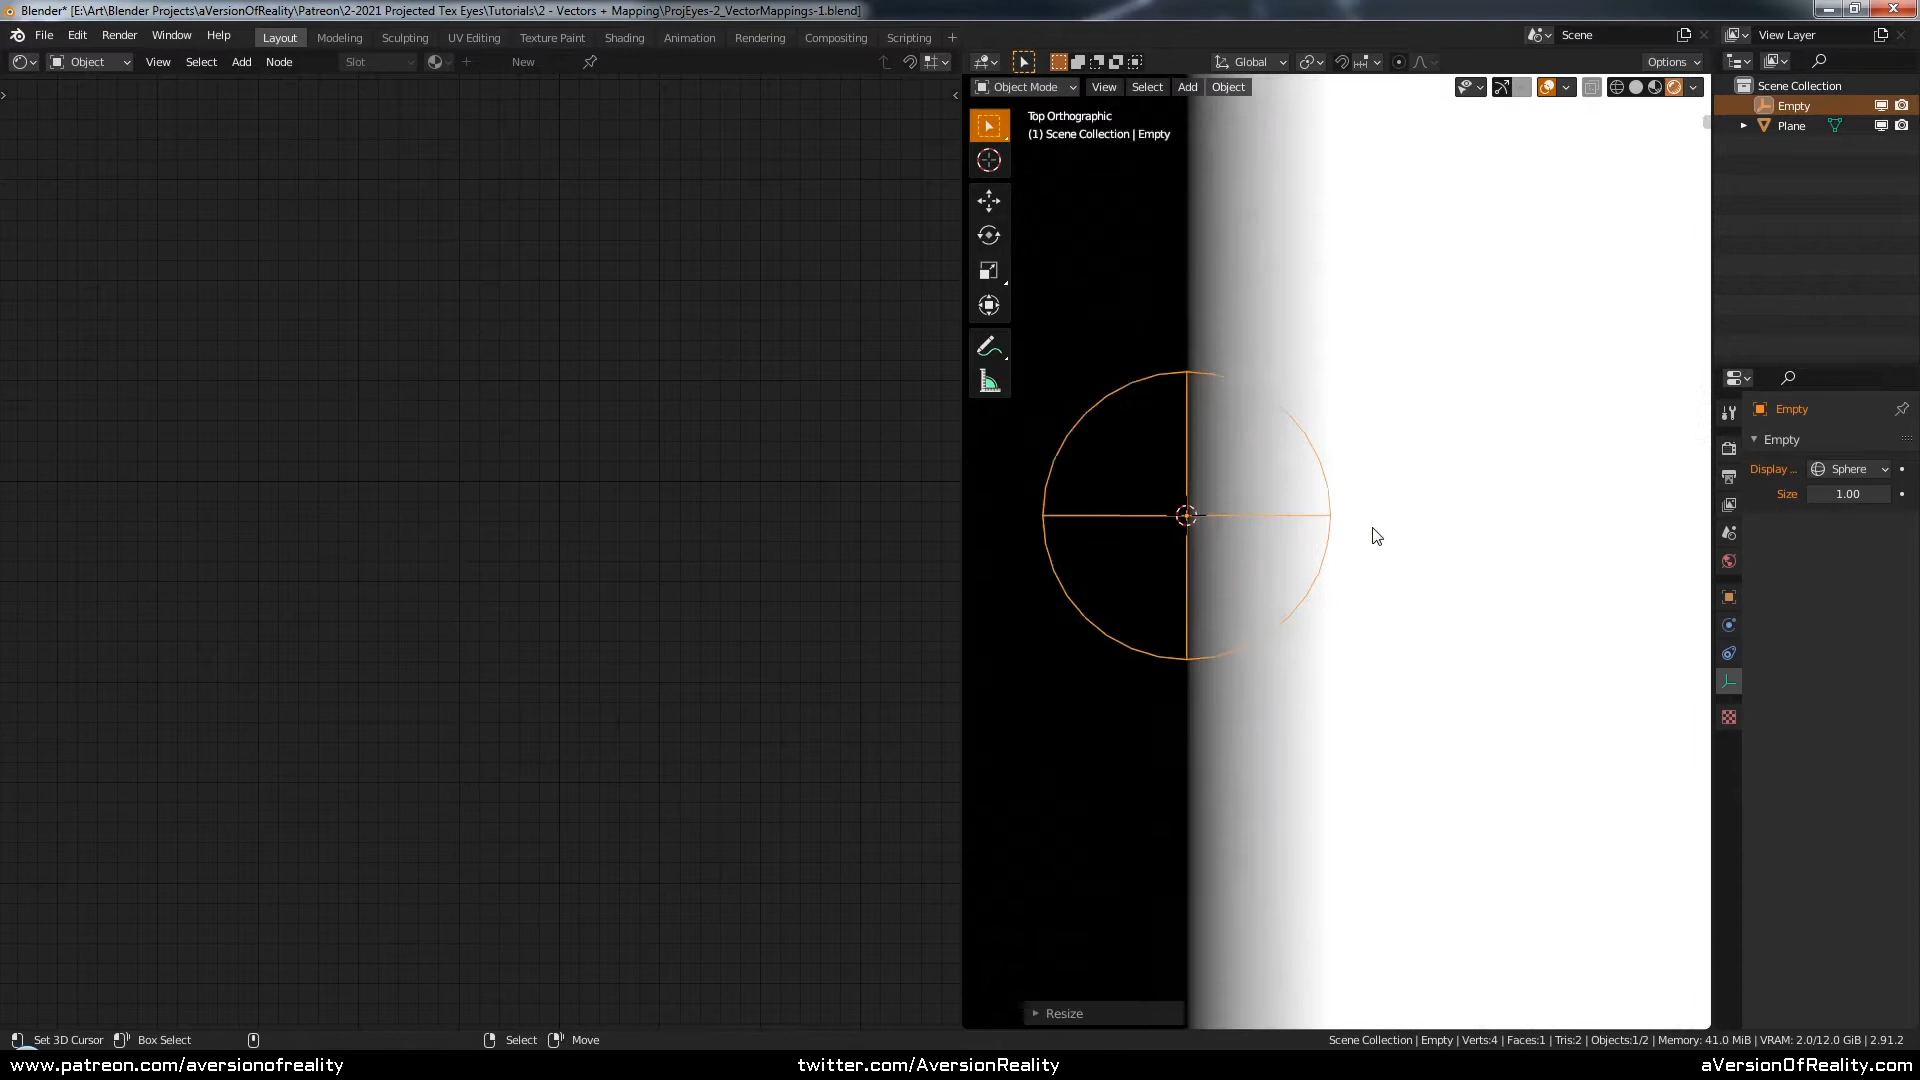 Blender* [E:\Art\Blender Projects\aVersionOfReality\Patreon\2-2021 Projected Tex Eyes\Tutorials\2 - Vectors + Mapping\ProjEyes-2_VectorMappings-1.blend]
File Edit Render Window Help Layout Modeling Sculpting UV Editing Texture Paint Shading Animation Rendering Compositing Scripting + Scene View Layer
Object View Select Add Node Slot New Global Options
Object Mode View Select Add Object
Scene Collection
Empty
Plane
Top Orthographic
(1) Scene Collection | Empty
Empty
Empty
Display ... Sphere
Size 1.00
Resize
Set 3D Cursor Box Select Select Move Scene Collection | Empty | Verts:4 | Faces:1 | Tris:2 | Objects:1/2 | Memory: 41.0 MiB | VRAM: 2.0/12.0 GiB | 2.91.2
www.patreon.com/aversionofreality twitter.com/AversionReality aVersionOfReality.com